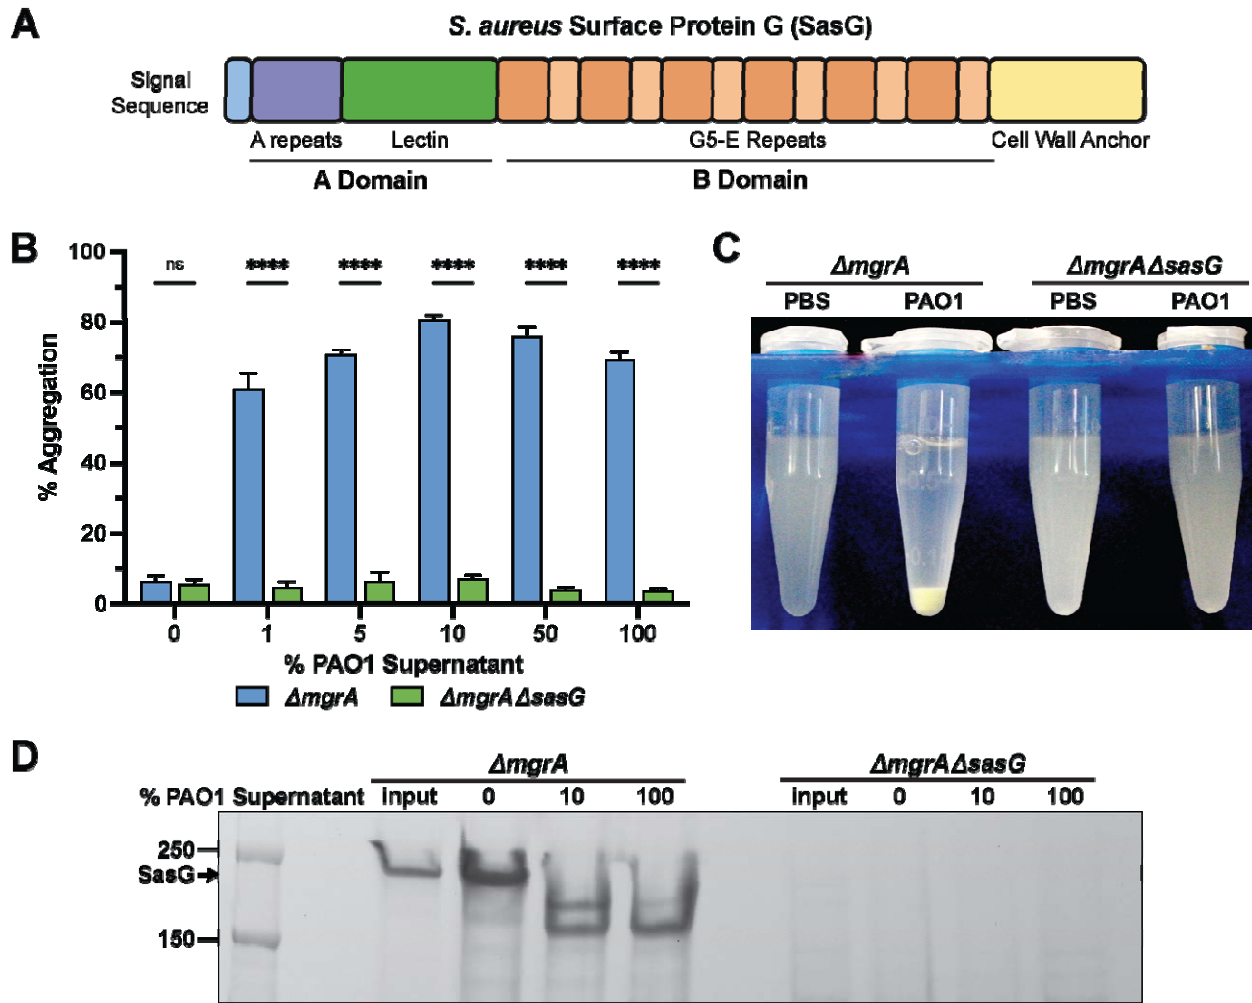 A
S. aureus Surface Protein G (SasG)
Signal
Sequence
A repeats
Lectin
G5-E Repeats
Cell Wall Anchor
A Domain
B Domain
B
100
80
60
40
20
0
% Aggregation
ns
****
****
****
****
****
0
1
5
10
50
100
% PAO1 Supernatant
ΔmgrA
ΔmgrAΔsasG
C
ΔmgrA
ΔmgrAΔsasG
PBS
PAO1
PBS
PAO1
D
ΔmgrA
ΔmgrAΔsasG
% PAO1 Supernatant
Input
0
10
100
Input
0
10
100
250
SasG
150